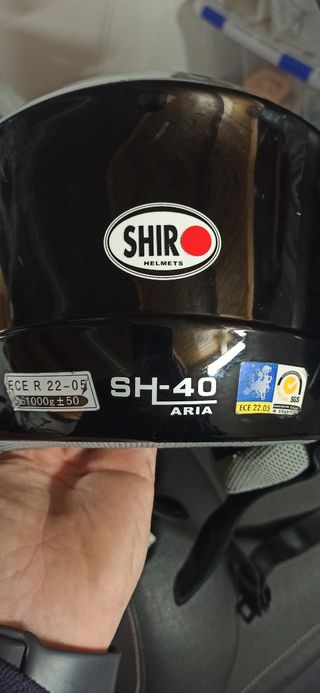 SHIRO
HELMETS
ECE R 22-05
1000g±50
SH-40
ARIA
ECE 22.05
SGS